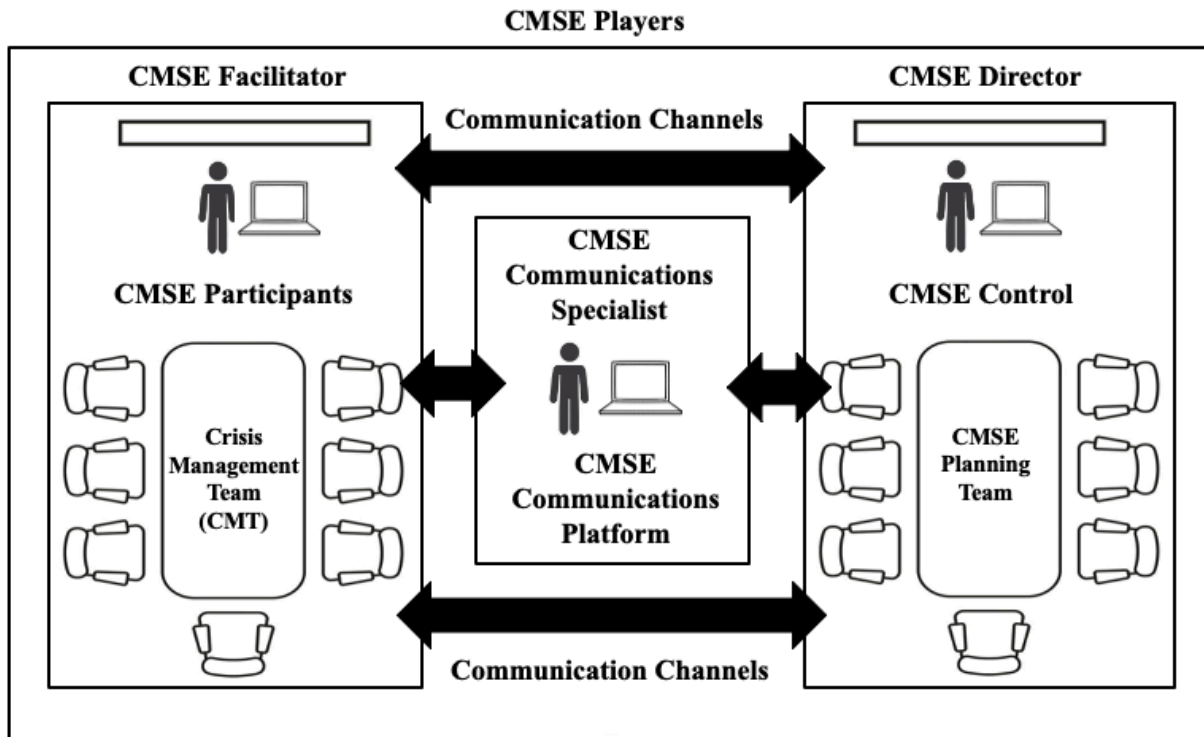 CMSE Players
CMSE Facilitator
CMSE Director
Communication Channels
CMSE
Communications
Specialist
CMSE Participants
CMSE Control
Crisis
Management
Team
(CMT)
CMSE
Planning
Team
CMSE
Communications
Platform
Communication Channels